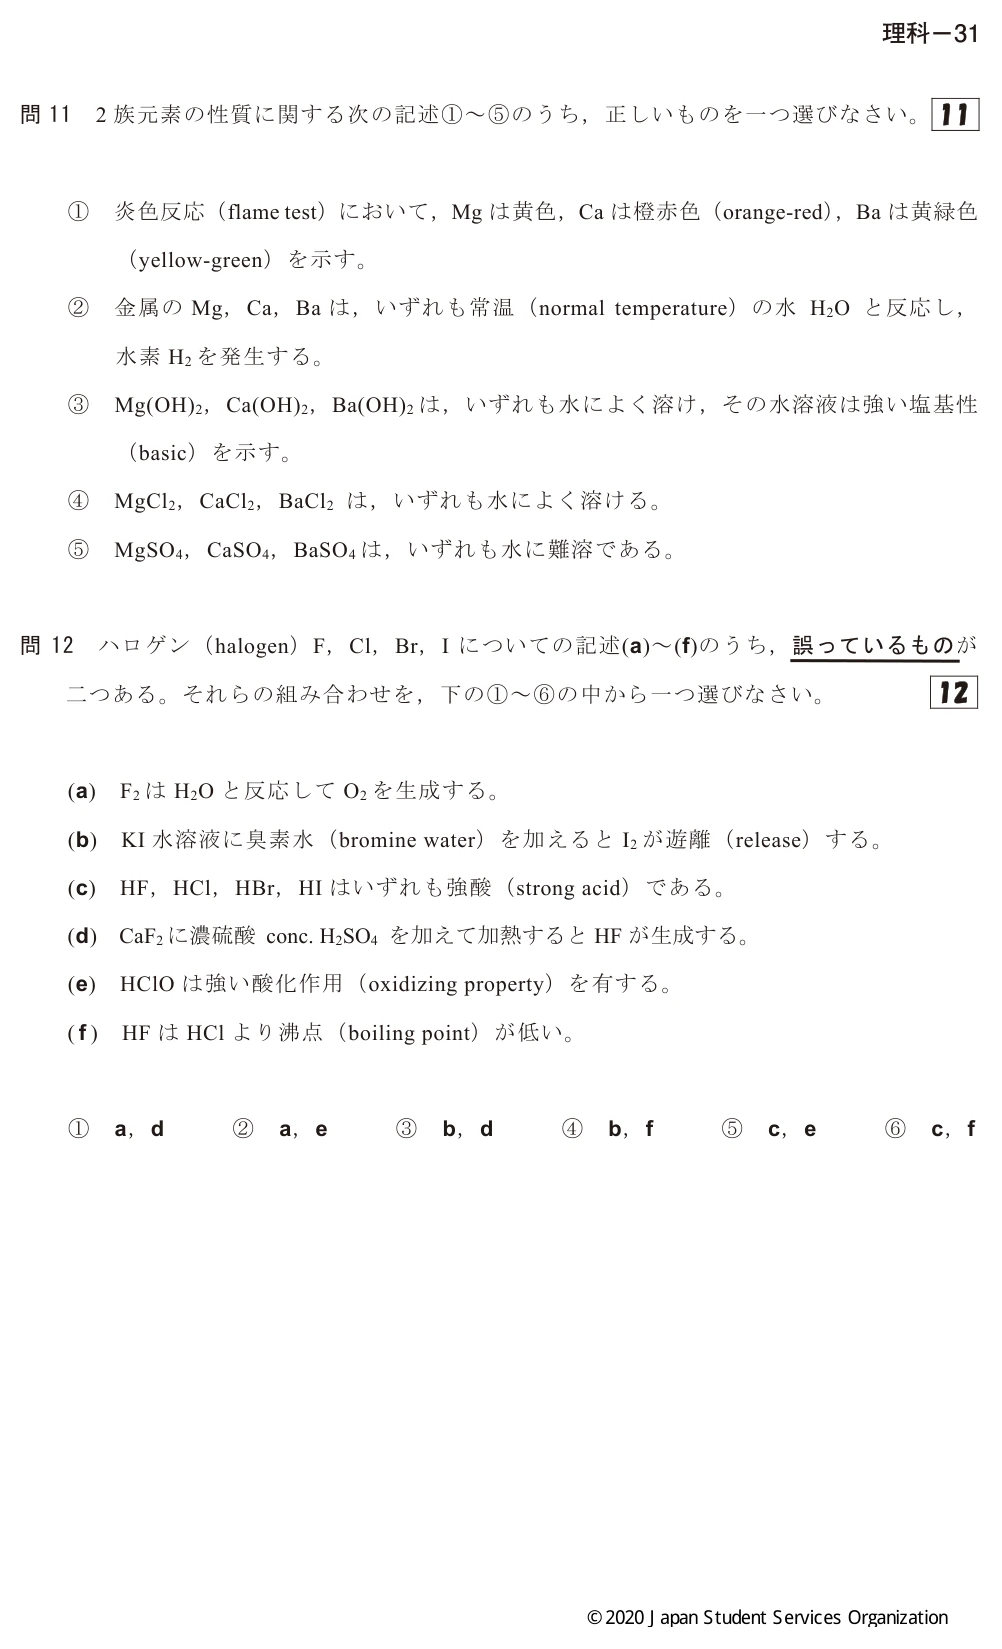 理科－31
問 11　2 族元素の性質に関する次の記述①～⑤のうち，正しいものを一つ選びなさい。 11
①　炎色反応（flame test）において，Mg は黄色，Ca は橙赤色（orange-red），Ba は黄緑色
（yellow-green）を示す。
②　金属の Mg，Ca，Ba は，いずれも常温（normal temperature）の水 H₂O と反応し，
水素 H₂ を発生する。
③　Mg(OH)₂，Ca(OH)₂，Ba(OH)₂ は，いずれも水によく溶け，その水溶液は強い塩基性
（basic）を示す。
④　MgCl₂，CaCl₂，BaCl₂ は，いずれも水によく溶ける。
⑤　MgSO₄，CaSO₄，BaSO₄ は，いずれも水に難溶である。
問 12　ハロゲン（halogen）F，Cl，Br，I についての記述(a)～(f)のうち，誤っているものが
二つある。それらの組み合わせを，下の①～⑥の中から一つ選びなさい。 12
(a)　F₂ は H₂O と反応して O₂ を生成する。
(b)　KI 水溶液に臭素水（bromine water）を加えると I₂ が遊離（release）する。
(c)　HF，HCl，HBr，HI はいずれも強酸（strong acid）である。
(d)　CaF₂ に濃硫酸 conc. H₂SO₄ を加えて加熱すると HF が生成する。
(e)　HClO は強い酸化作用（oxidizing property）を有する。
(f)　HF は HCl より沸点（boiling point）が低い。
①　a，d　②　a，e　③　b，d　④　b，f　⑤　c，e　⑥　c，f
© 2020 Japan Student Services Organization